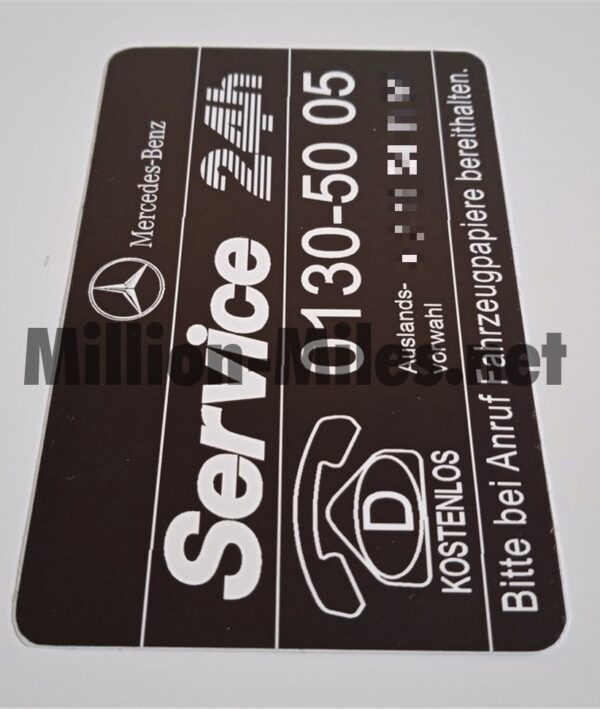 Mercedes-Benz
Service 24h
0130-50 05
D
KOSTENLOS
Auslands-
vorwahl
Bitte bei Anruf Fahrzeugpapiere bereithalten.
Million-Miles.net